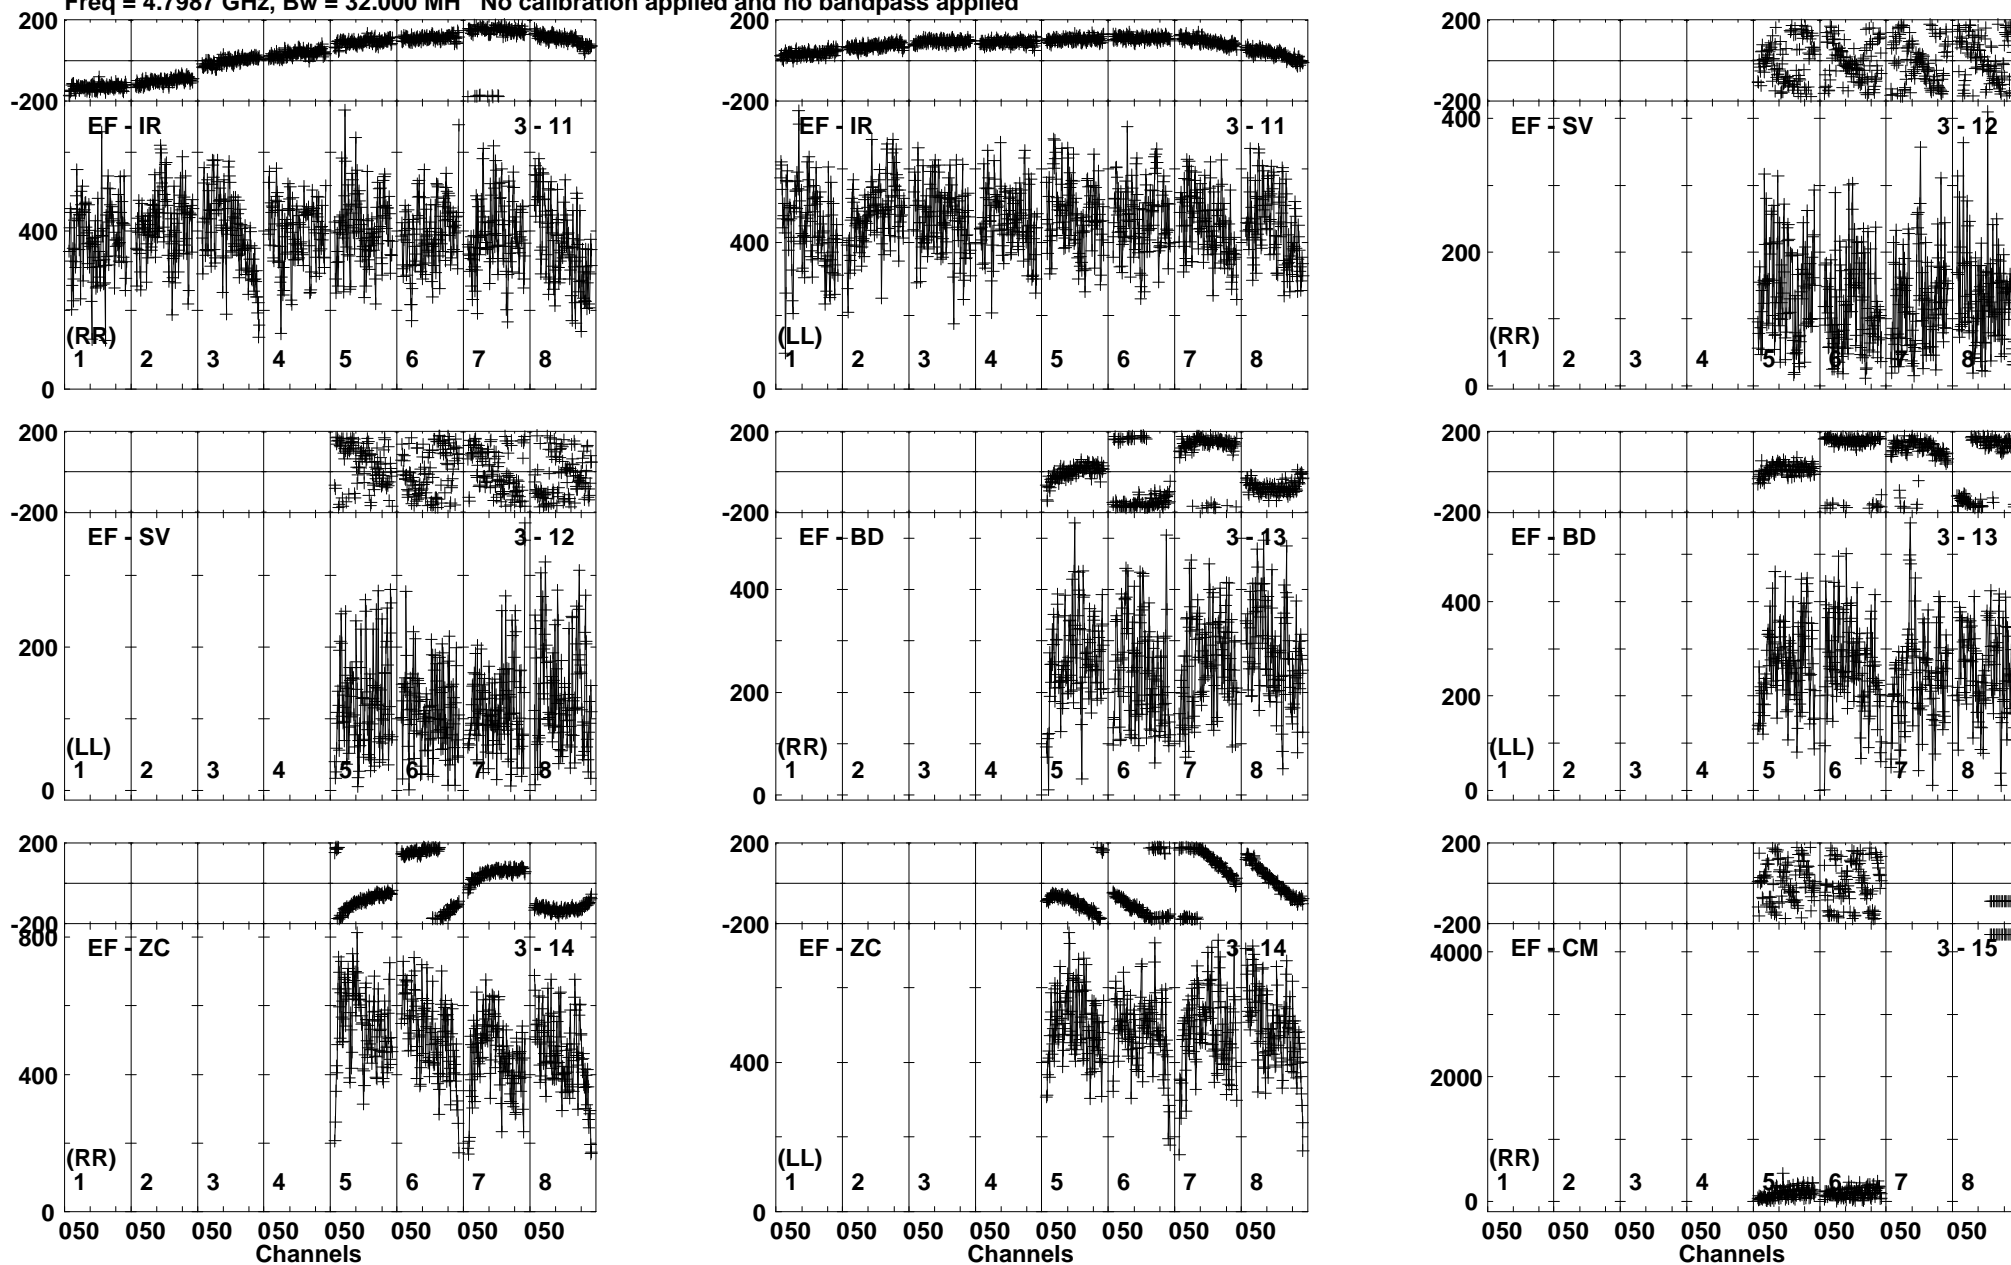 Freq = 4.7987 GHz, Bw = 32.000 MH No calibration applied and no bandpass applied
200
-200
EF - IR 3 - 11
400
(RR)
1 2 3 4 5 6 7 8
0
200
-200
EF - IR 3 - 11
400
(LL)
1 2 3 4 5 6 7 8
0
200
-200
400
EF - SV 3 - 12
200
(RR)
1 2 3 4 5 6 7 8
0
200
-200
EF - SV 3 - 12
200
(LL)
1 2 3 4 5 6 7 8
0
200
-200
EF - BD 3 - 13
400
200
(RR)
1 2 3 4 5 6 7 8
0
200
-200
EF - BD 3 - 13
400
200
(LL)
1 2 3 4 5 6 7 8
0
200
-200
800
EF - ZC 3 - 14
400
(RR)
1 2 3 4 5 6 7 8
0
050 050 050 050 050 050 050 050
Channels
200
-200
EF - ZC 3 - 14
400
(LL)
1 2 3 4 5 6 7 8
0
050 050 050 050 050 050 050 050
Channels
200
-200
EF - CM 3 - 15
4000
2000
(RR)
1 2 3 4 5 6 7 8
0
050 050 050 050 050 050 050 050
Channels